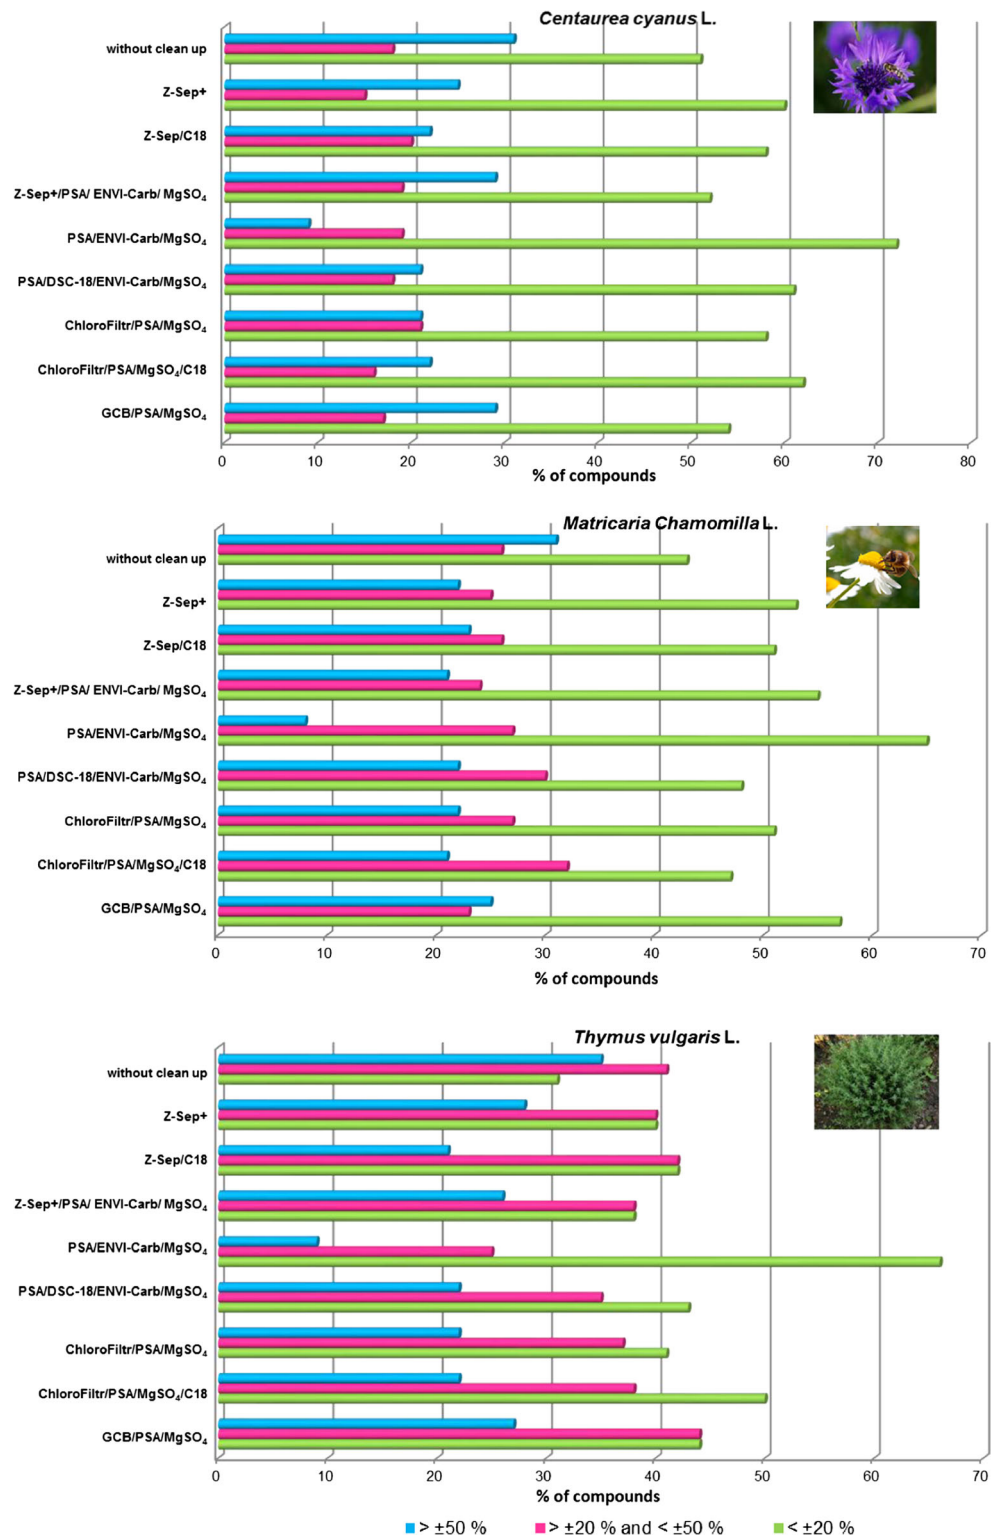 Centaurea cyanus L.
without clean up
Z-Sep+
Z-Sep/C18
Z-Sep+/PSA/ ENVI-Carb/ MgSO₄
PSA/ENVI-Carb/MgSO₄
PSA/DSC-18/ENVI-Carb/MgSO₄
ChloroFiltr/PSA/MgSO₄
ChloroFiltr/PSA/MgSO₄/C18
GCB/PSA/MgSO₄
0 10 20 30 40 50 60 70 80
% of compounds
Matricaria Chamomilla L.
without clean up
Z-Sep+
Z-Sep/C18
Z-Sep+/PSA/ ENVI-Carb/ MgSO₄
PSA/ENVI-Carb/MgSO₄
PSA/DSC-18/ENVI-Carb/MgSO₄
ChloroFiltr/PSA/MgSO₄
ChloroFiltr/PSA/MgSO₄/C18
GCB/PSA/MgSO₄
0 10 20 30 40 50 60 70
% of compounds
Thymus vulgaris L.
without clean up
Z-Sep+
Z-Sep/C18
Z-Sep+/PSA/ ENVI-Carb/ MgSO₄
PSA/ENVI-Carb/MgSO₄
PSA/DSC-18/ENVI-Carb/MgSO₄
ChloroFiltr/PSA/MgSO₄
ChloroFiltr/PSA/MgSO₄/C18
GCB/PSA/MgSO₄
0 10 20 30 40 50 60 70
% of compounds
> ±50 % > ±20 % and < ±50 % < ±20 %